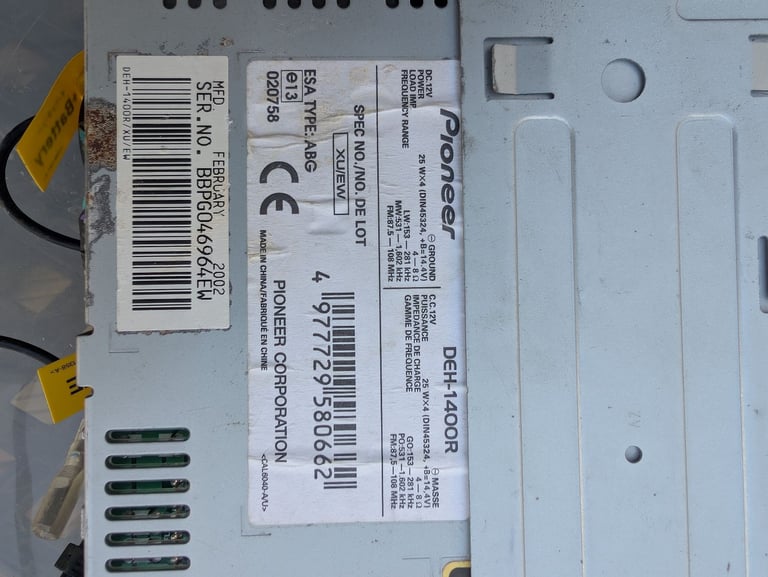 Pioneer DEH-1400R
DC.12V ⊖ GROUND
POWER 25 W×4 (DIN45324, +B=14.4V)
LOAD IMP 4 – 8 Ω
FREQUENCY RANGE LW:153 – 281 kHz
MW:531 – 1,602 kHz
FM:87.5 – 108 MHz
C.C.12V ⊖ MASSE
PUISSANCE 25 W×4 (DIN45324, +B=14,4V)
IMPEDANCE DE CHARGE 4 – 8 Ω
GAMME DE FREQUENCE GO:153 – 281 kHz
PO:531 – 1.602 kHz
FM:87,5 – 108 MHz
SPEC NO./NO. DE LOT
XU/EW
4 977729 580662
ESA TYPE: ABG
e13
020758
CE
PIONEER CORPORATION
MADE IN CHINA/FABRIQUÉ EN CHINE
<CAL6040-A/U>
MFD FEBRUARY 2002
SER.NO. BBPG046964EW
DEH-1400R/XU/EW
+Battery
AZ